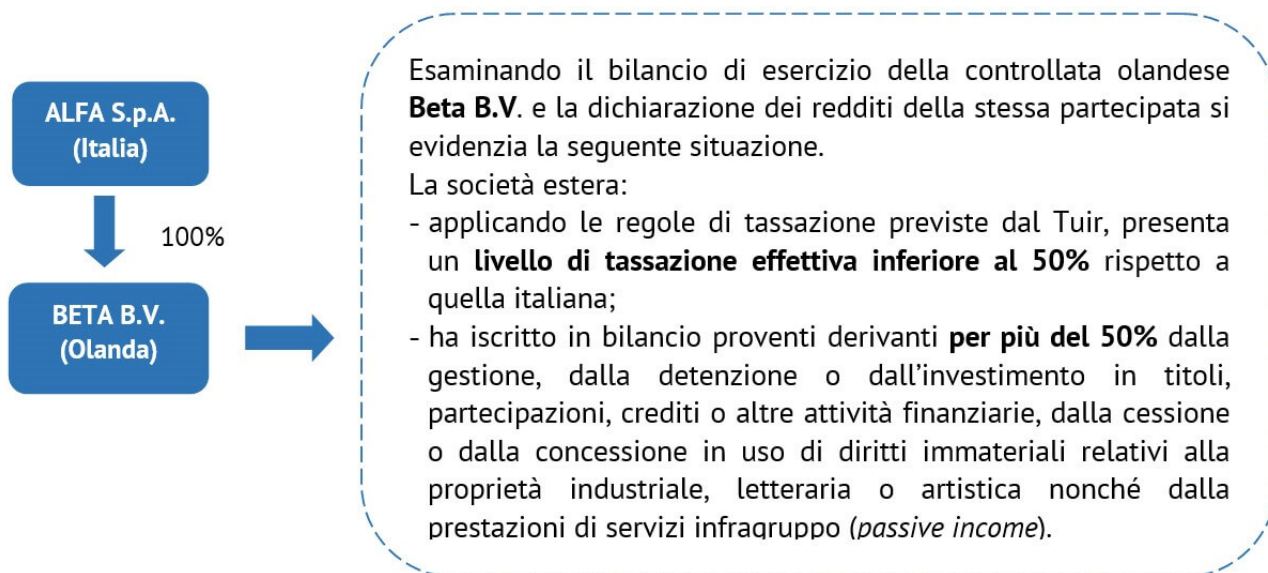 ALFA S.p.A.
(Italia)
100%
BETA B.V.
(Olanda)
Esaminando il bilancio di esercizio della controllata olandese
Beta B.V. e la dichiarazione dei redditi della stessa partecipata si
evidenzia la seguente situazione.
La società estera:
- applicando le regole di tassazione previste dal Tuir, presenta
un livello di tassazione effettiva inferiore al 50% rispetto a
quella italiana;
- ha iscritto in bilancio proventi derivanti per più del 50% dalla
gestione, dalla detenzione o dall'investimento in titoli,
partecipazioni, crediti o altre attività finanziarie, dalla cessione
o dalla concessione in uso di diritti immateriali relativi alla
proprietà industriale, letteraria o artistica nonché dalla
prestazioni di servizi infragruppo (passive income).